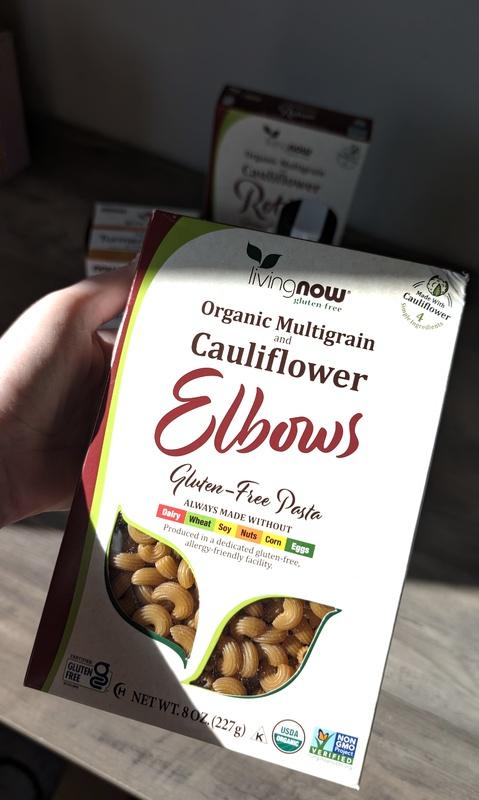 livingnow
Organic Multigrain
Cauliflower
livingnow®
gluten free
Made With
Cauliflower
4
Simple Ingredients
Organic Multigrain
and
Cauliflower
Elbows
Gluten-Free Pasta
ALWAYS MADE WITHOUT
Dairy Wheat Soy Nuts Corn Eggs
Produced in a dedicated gluten-free,
allergy-friendly facility.
CERTIFIED
GLUTEN
FREE
NET WT. 8 OZ. (227g)
K
USDA
ORGANIC
NON
GMO
Project
VERIFIED